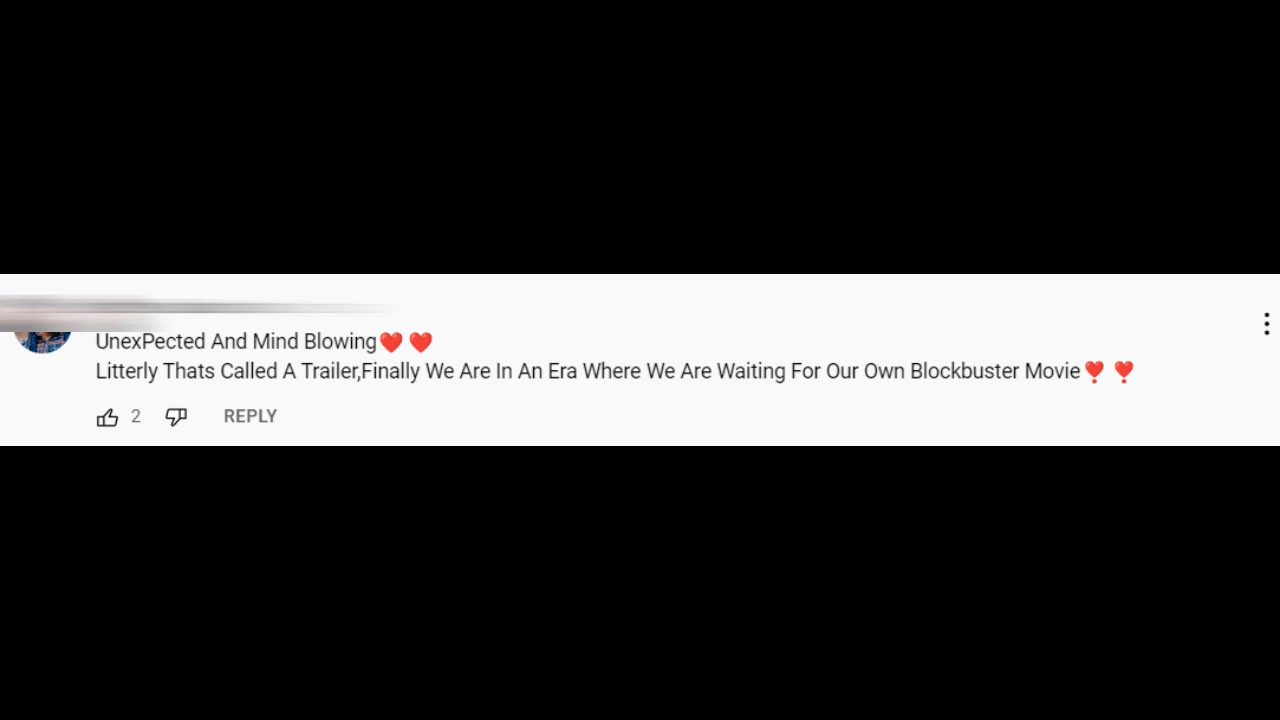 UnexPected And Mind Blowing❤️ ❤️
Litterly Thats Called A Trailer,Finally We Are In An Era Where We Are Waiting For Our Own Blockbuster Movie❣️ ❣️
2 REPLY